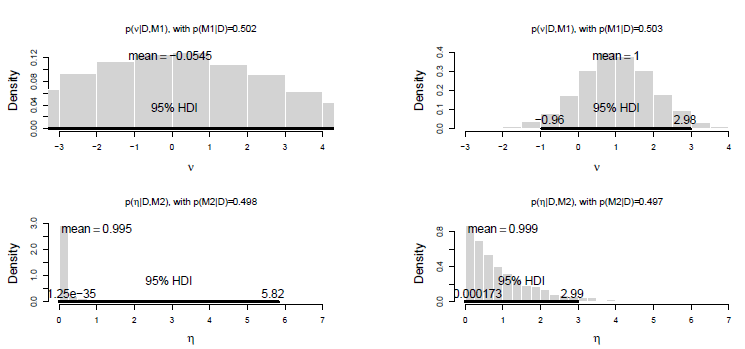 p(ν|D,M1), with p(M1|D)=0.502
mean = −0.0545
95% HDI
Density
0.00 0.04 0.08 0.12
−3 −2 −1 0 1 2 3 4
ν
p(ν|D,M1), with p(M1|D)=0.503
mean = 1
95% HDI
−0.96 2.98
Density
0.0 0.1 0.2 0.3 0.4
−3 −2 −1 0 1 2 3 4
ν
p(η|D,M2), with p(M2|D)=0.498
mean = 0.995
95% HDI
1.25e−35 5.82
Density
0.0 1.0 2.0 3.0
0 1 2 3 4 5 6 7
η
p(η|D,M2), with p(M2|D)=0.497
mean = 0.999
95% HDI
0.000173 2.99
Density
0.0 0.4 0.8
0 1 2 3 4 5 6 7
η